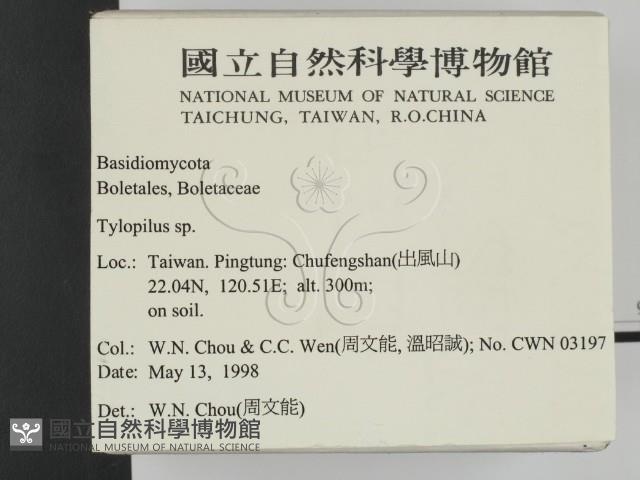 國立自然科學博物館
NATIONAL MUSEUM OF NATURAL SCIENCE
TAICHUNG, TAIWAN, R.O.CHINA
Basidiomycota
Boletales, Boletaceae
Tylopilus sp.
Loc.: Taiwan. Pingtung: Chufengshan(出風山)
22.04N, 120.51E; alt. 300m;
on soil.
Col.: W.N. Chou & C.C. Wen(周文能, 溫昭誠); No. CWN 03197
Date: May 13, 1998
Det.: W.N. Chou(周文能)
國立自然科學博物館
NATIONAL MUSEUM OF NATURAL SCIENCE